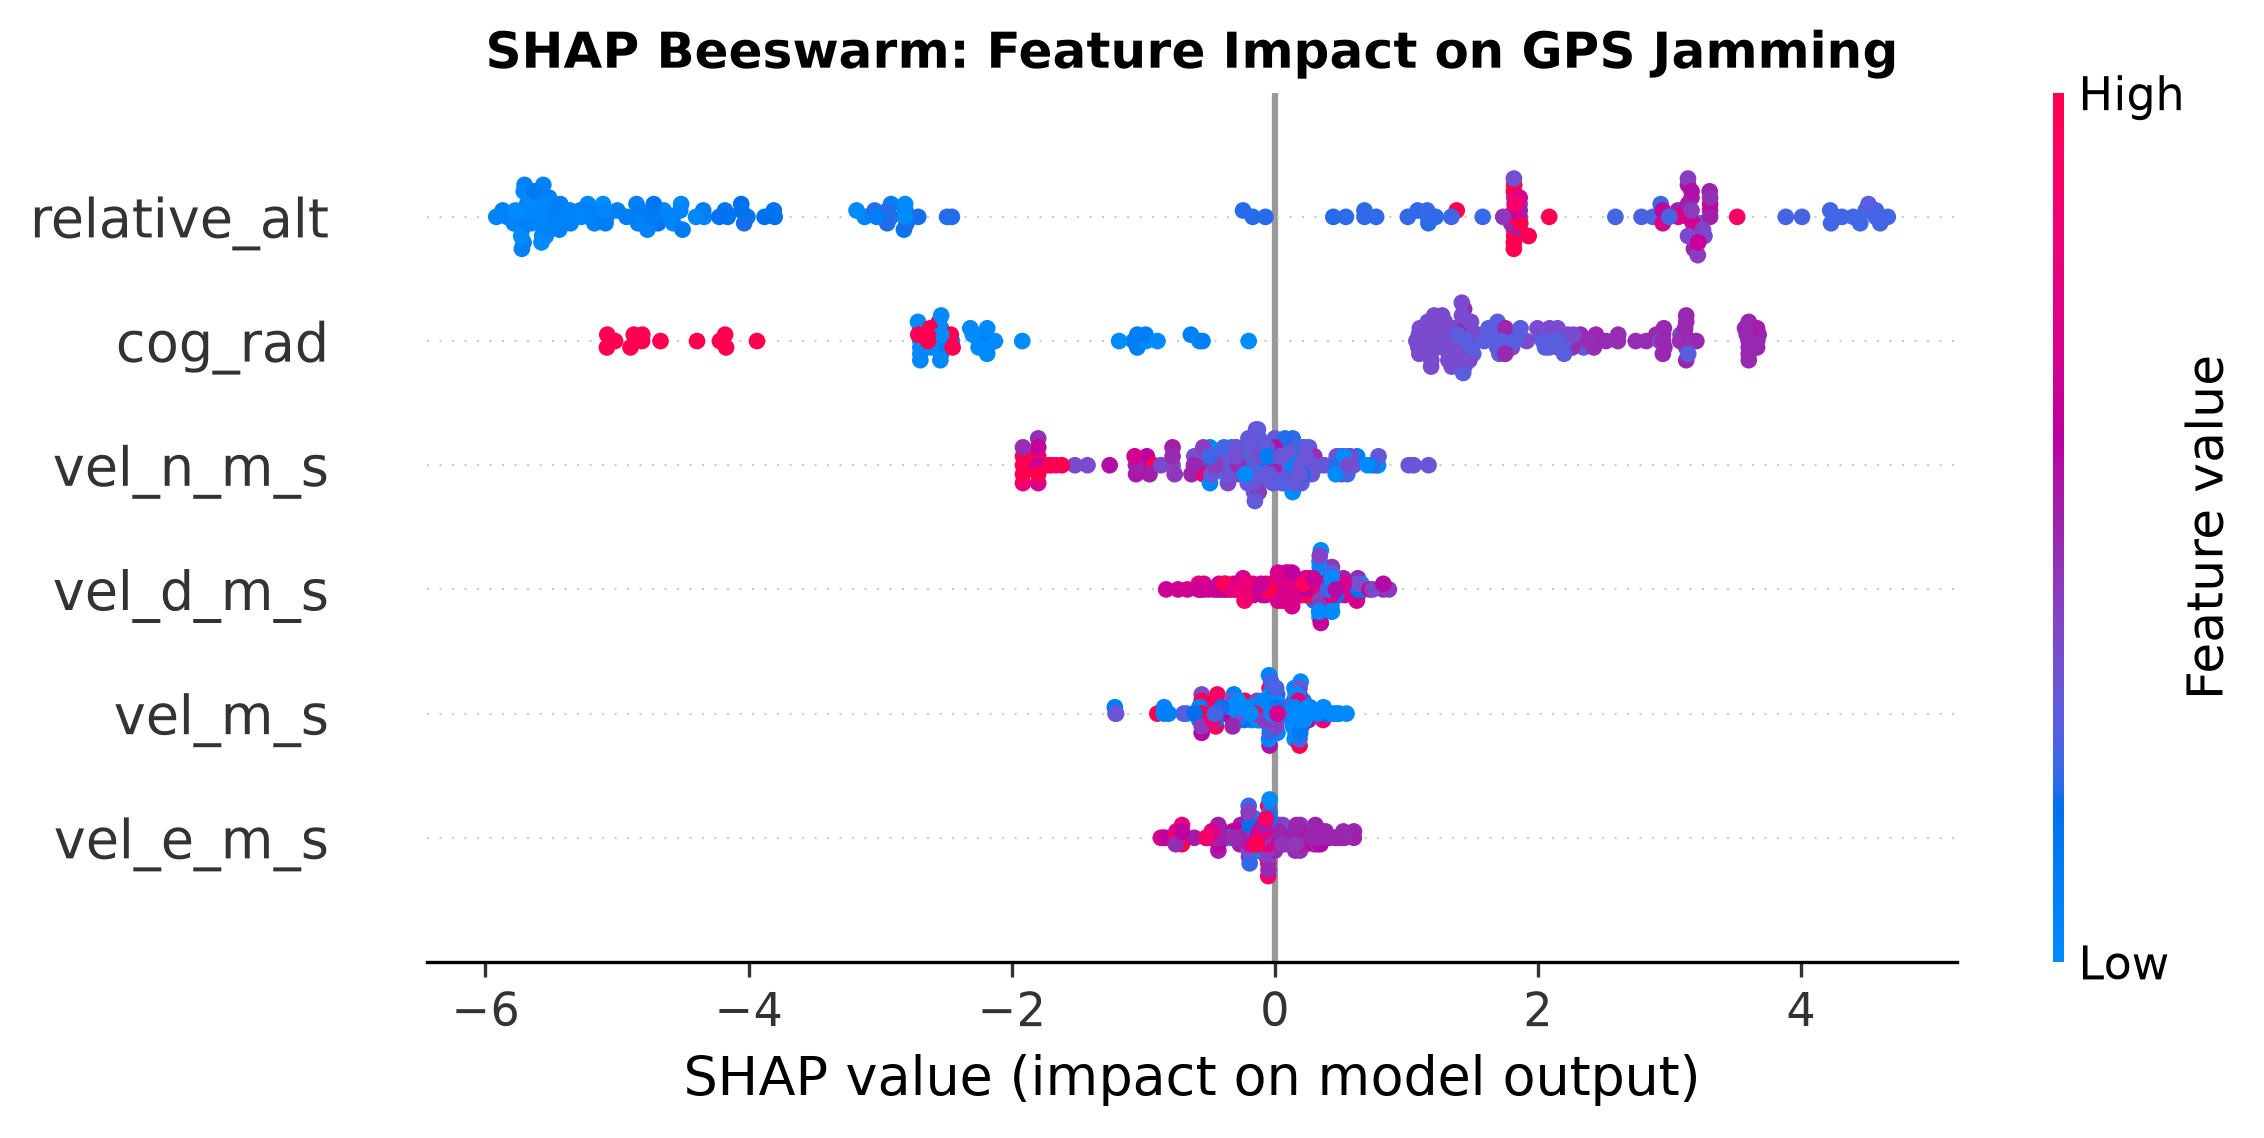 SHAP Beeswarm: Feature Impact on GPS Jamming
High
relative_alt
cog_rad
vel_n_m_s
vel_d_m_s
vel_m_s
vel_e_m_s
Feature value
Low
−6 −4 −2 0 2 4
SHAP value (impact on model output)